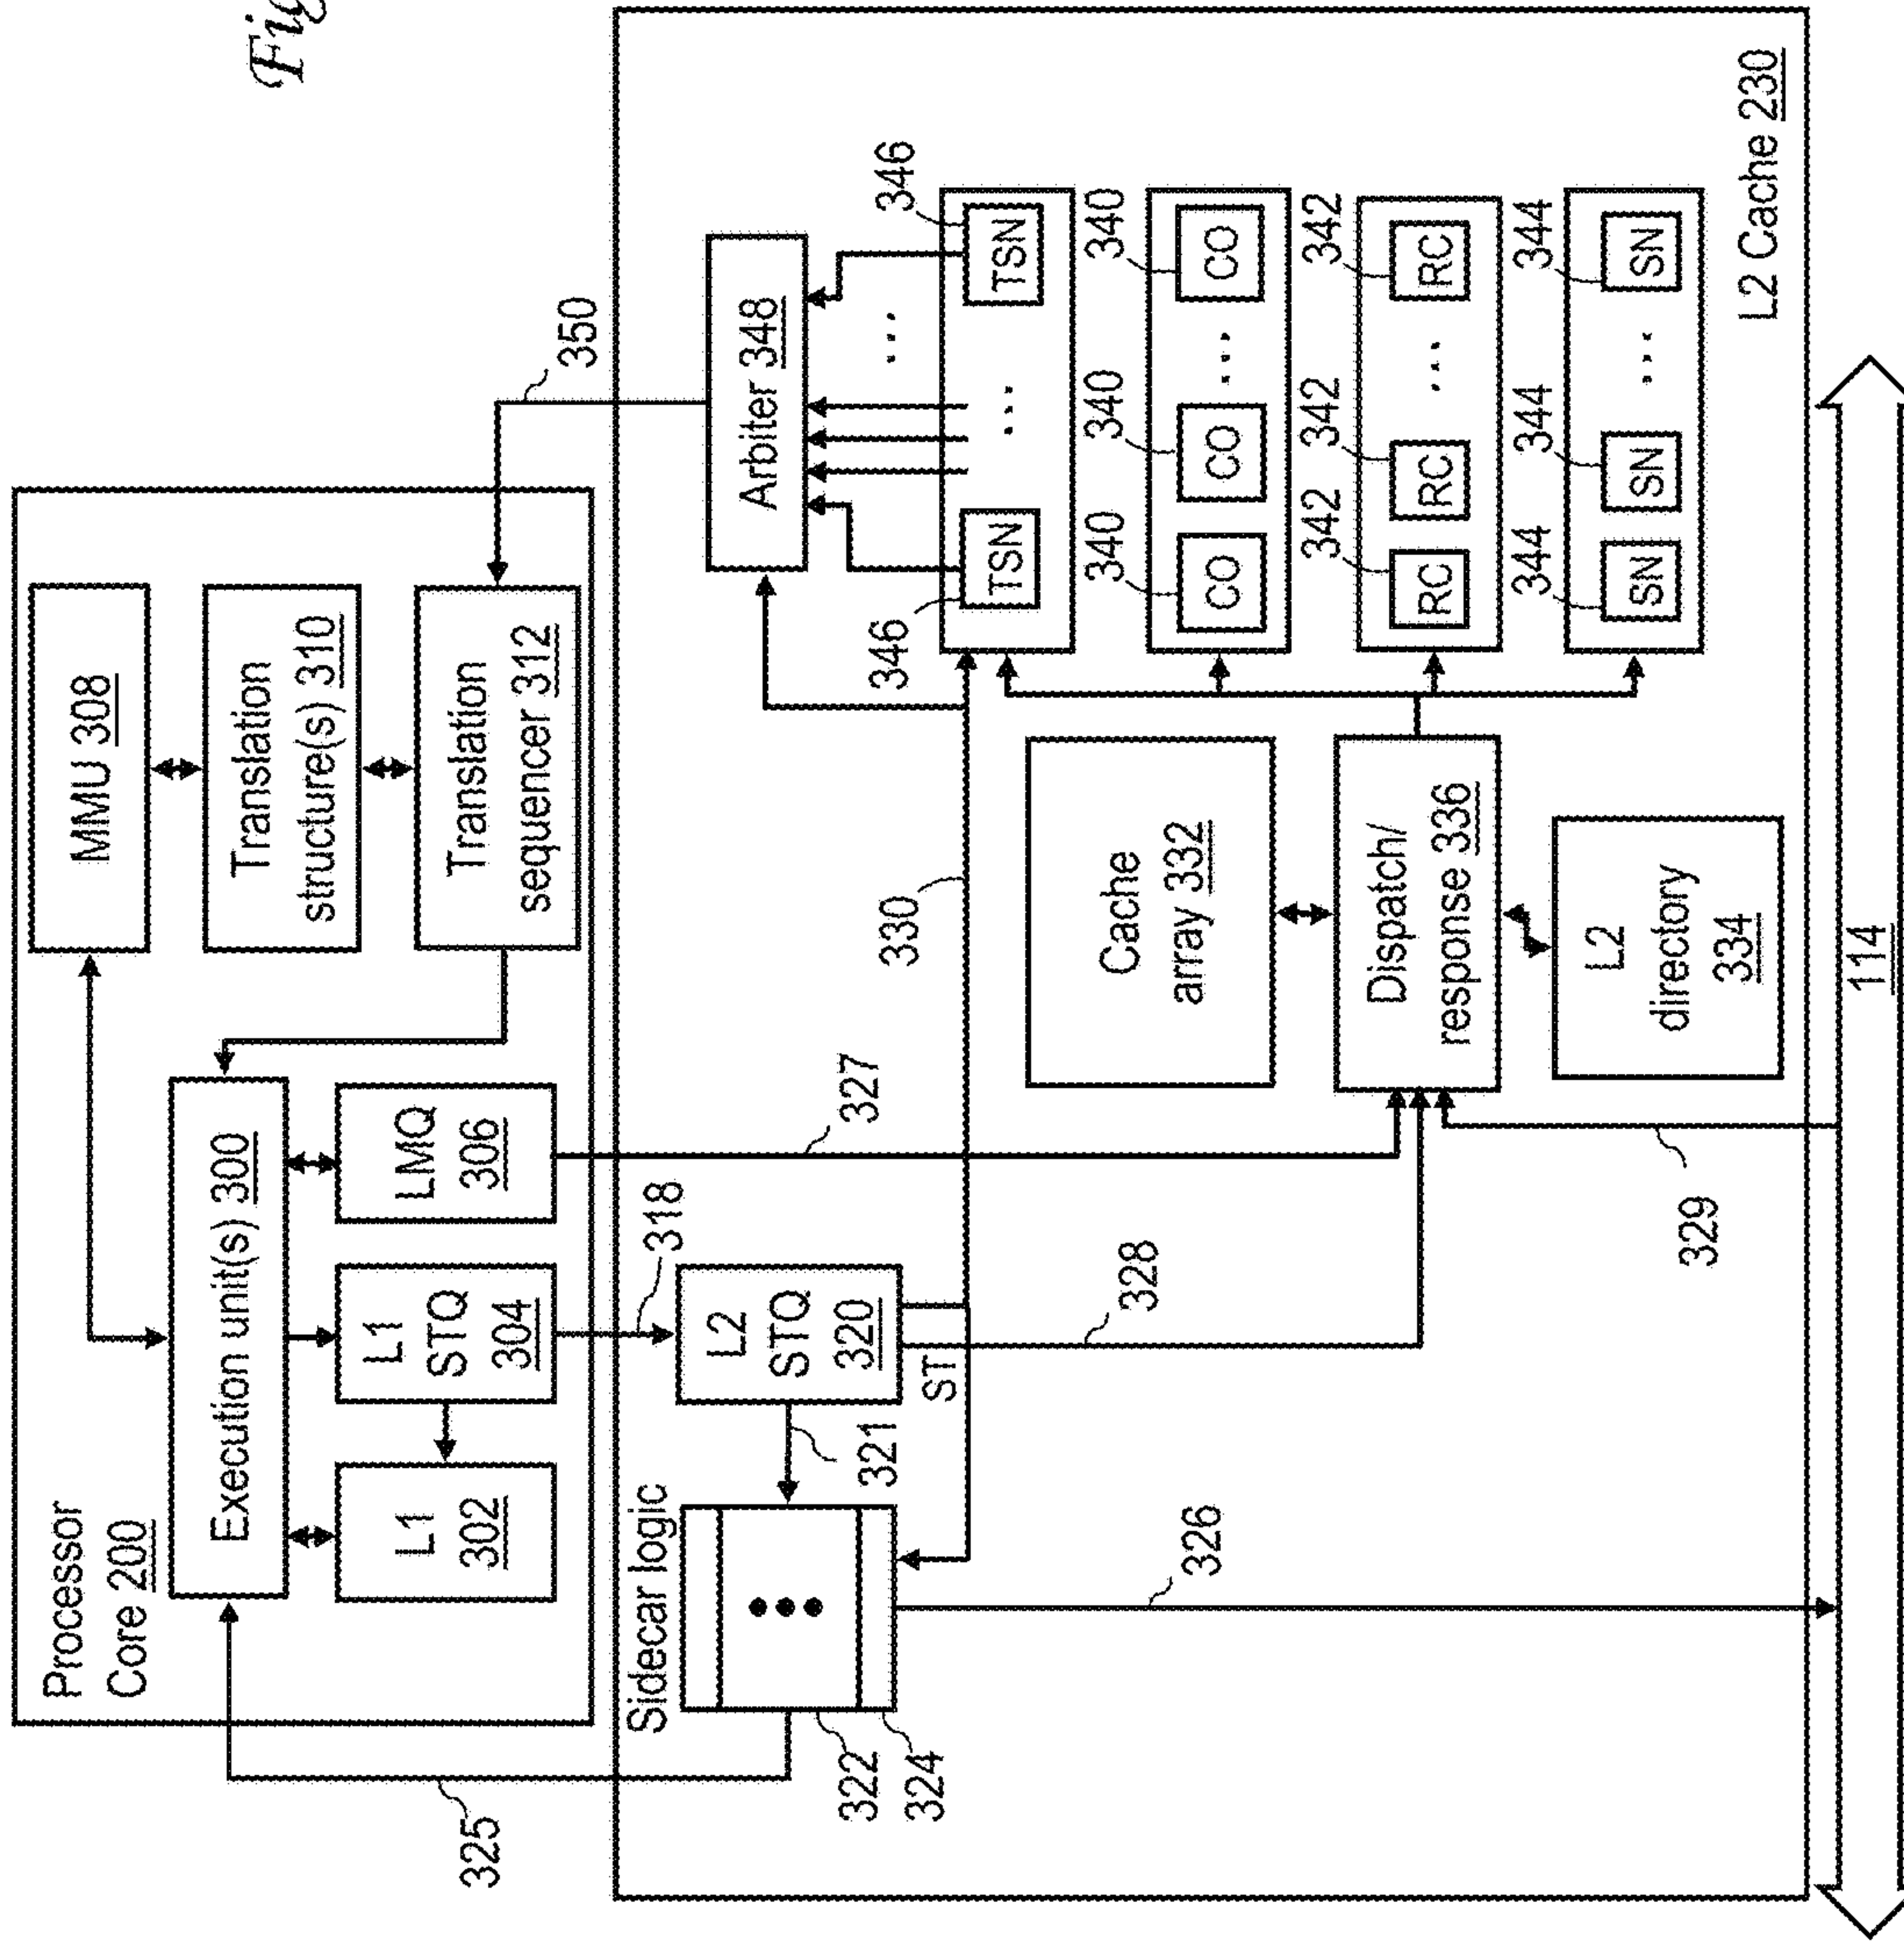 Fig
Processor
Core 200
Execution unit(s) 300
MMU 308
L1
302
L1
STQ
304
LMQ
306
Translation
structure(s) 310
Translation
sequencer 312
325
318
327
350
Sidecar logic
L2
STQ
320
321
ST
322
324
326
328
330
329
Arbiter 348
346
TSN
...
...
TSN
346
Cache
array 332
Dispatch/
response 336
L2
directory
334
340
340
340
CO
CO
...
CO
342
342
342
RC
RC
...
RC
344
344
344
SN
SN
...
SN
L2 Cache 230
114